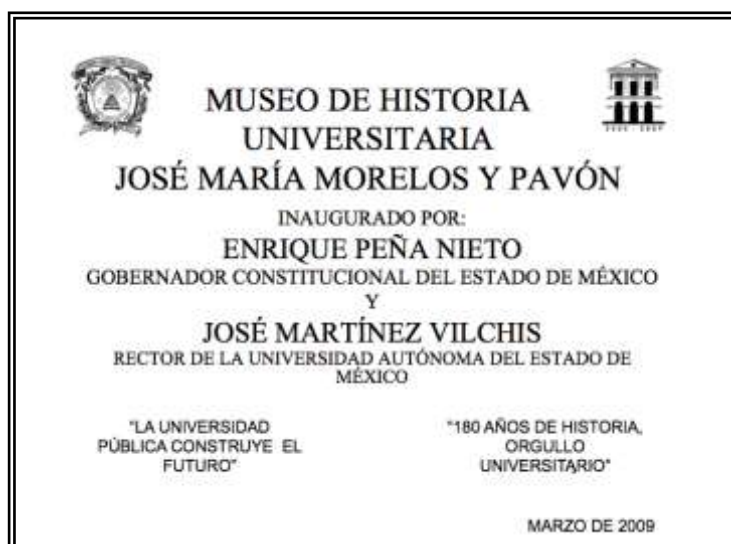 MUSEO DE HISTORIA
UNIVERSITARIA
JOSÉ MARÍA MORELOS Y PAVÓN
INAUGURADO POR:
ENRIQUE PEÑA NIETO
GOBERNADOR CONSTITUCIONAL DEL ESTADO DE MÉXICO
Y
JOSÉ MARTÍNEZ VILCHIS
RECTOR DE LA UNIVERSIDAD AUTÓNOMA DEL ESTADO DE
MÉXICO
"LA UNIVERSIDAD
PÚBLICA CONSTRUYE EL
FUTURO"
"180 AÑOS DE HISTORIA,
ORGULLO
UNIVERSITARIO"
MARZO DE 2009